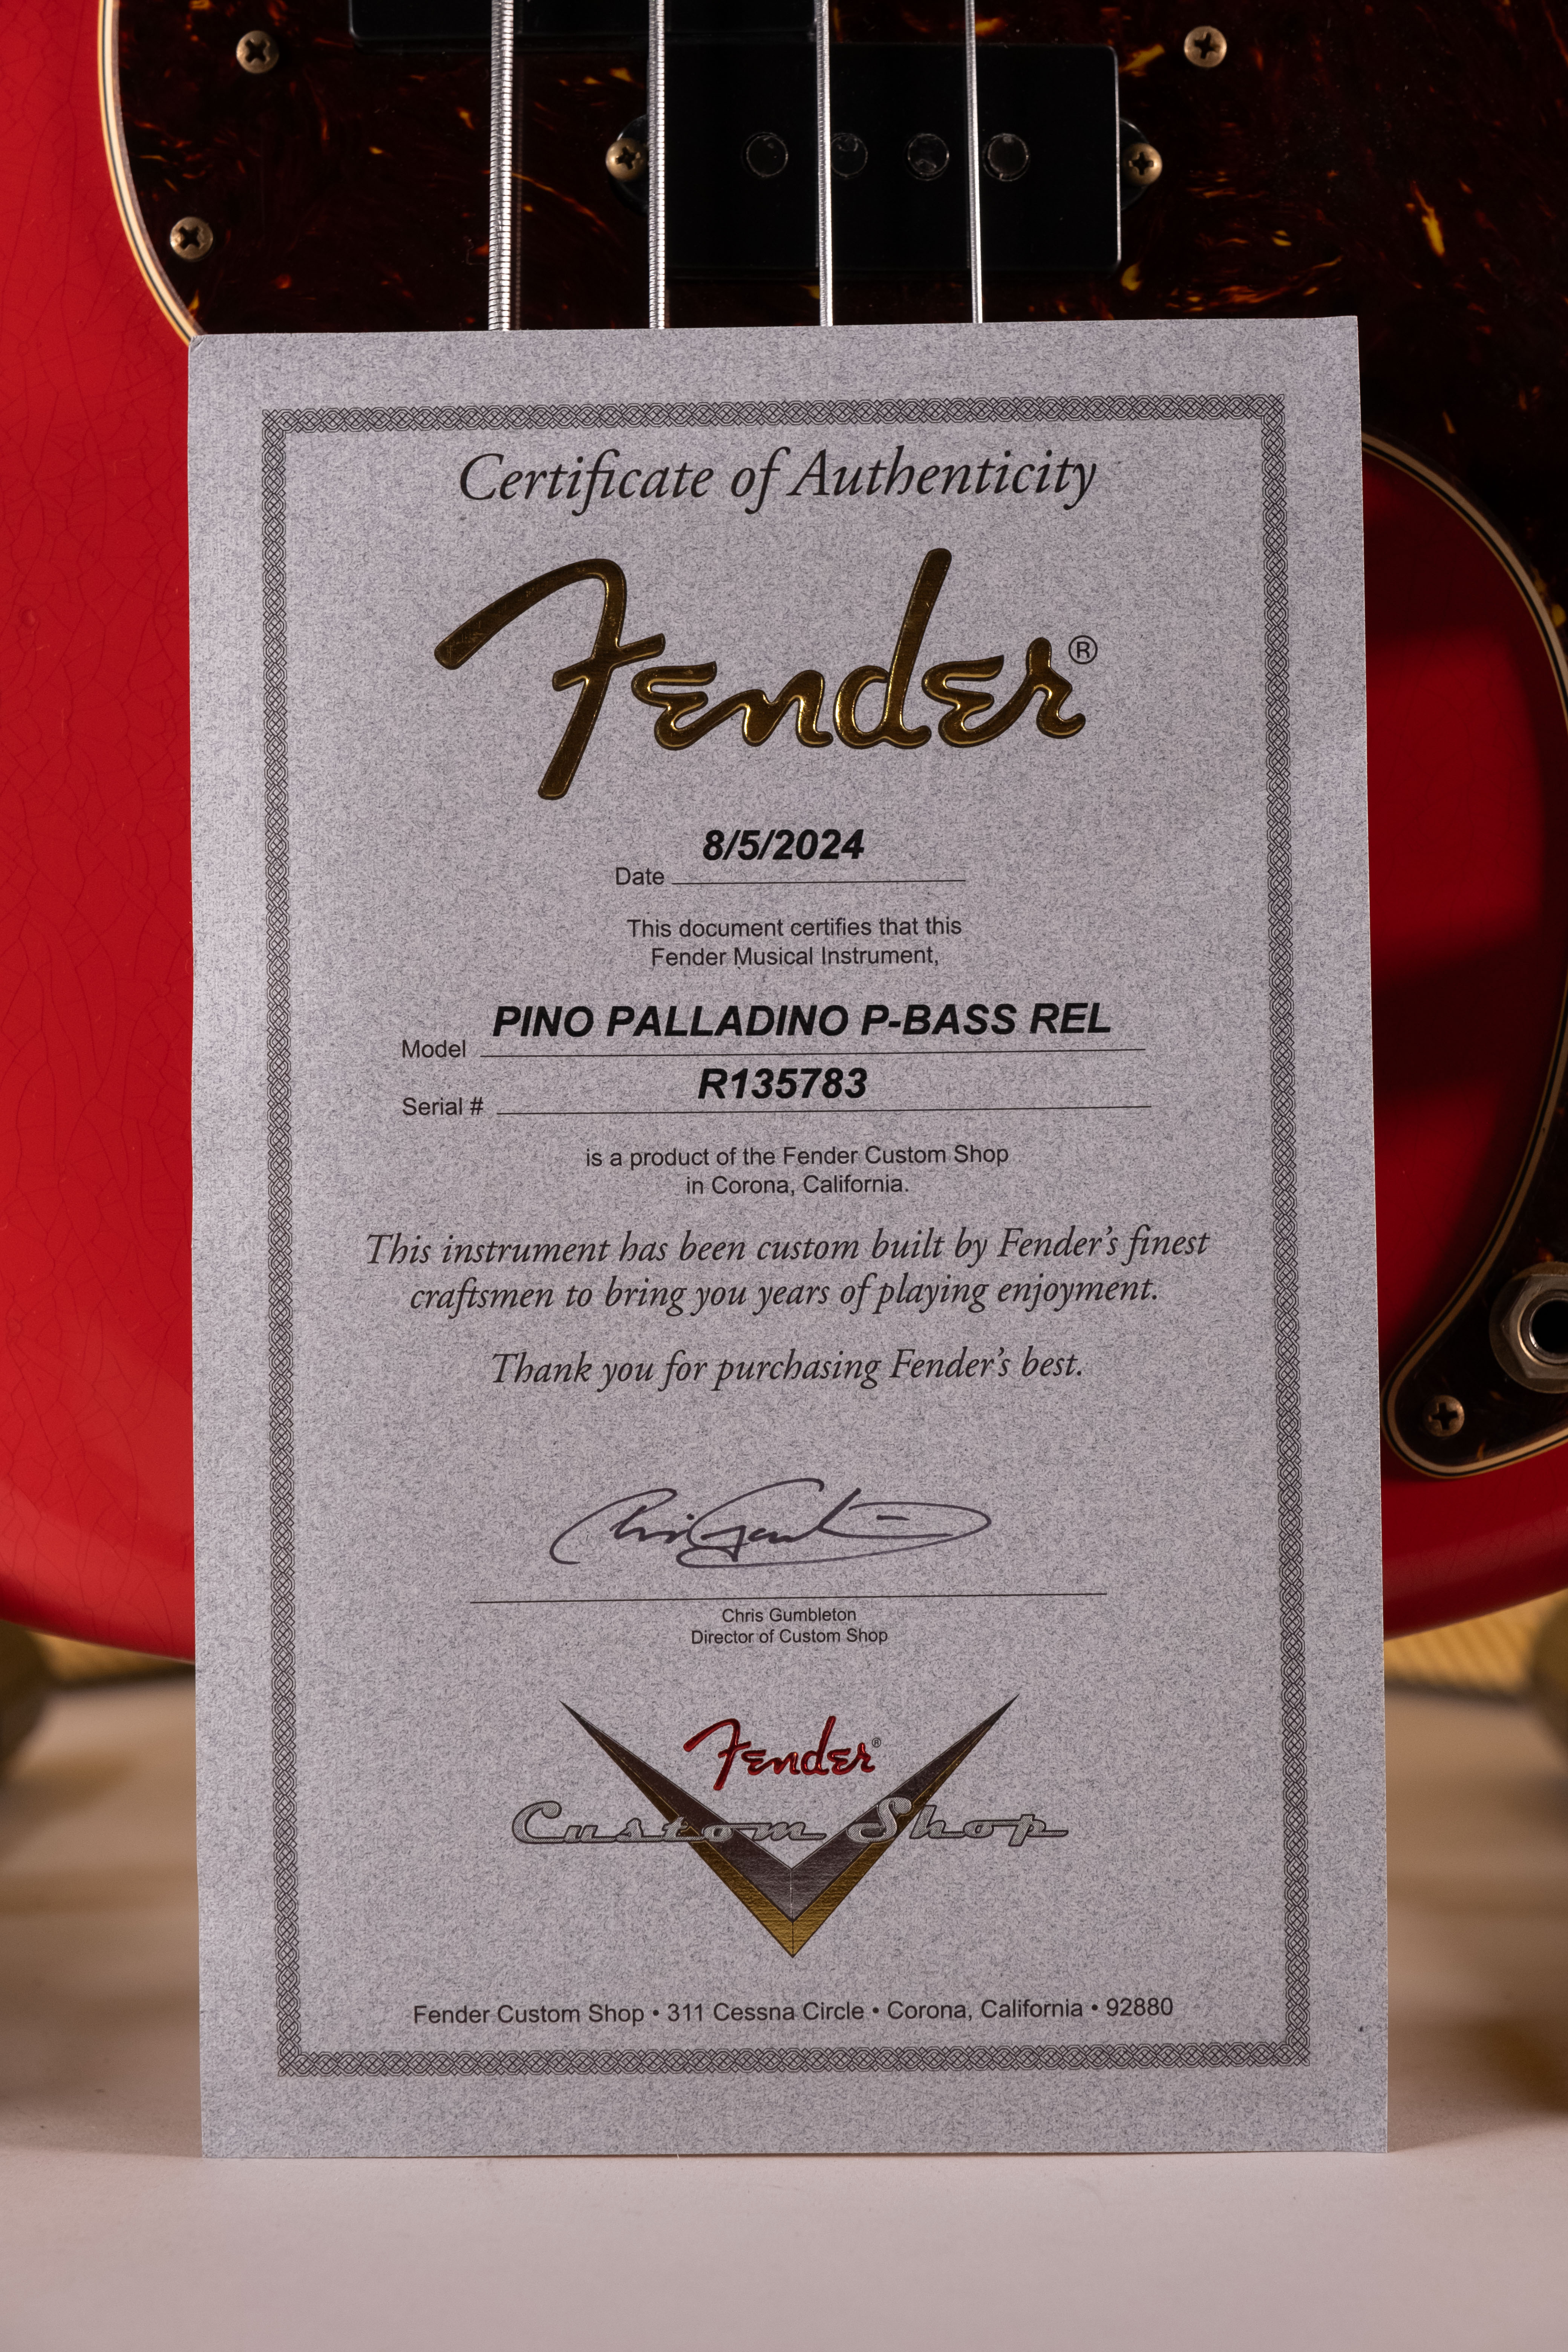 Certificate of Authenticity
Fender®
8/5/2024
Date
This document certifies that this
Fender Musical Instrument,
PINO PALLADINO P-BASS REL
Model
R135783
Serial #
is a product of the Fender Custom Shop
in Corona, California.
This instrument has been custom built by Fender's finest
craftsmen to bring you years of playing enjoyment.
Thank you for purchasing Fender's best.
Chris Gumbleton
Director of Custom Shop
Fender®
Custom Shop
Fender Custom Shop • 311 Cessna Circle • Corona, California • 92880